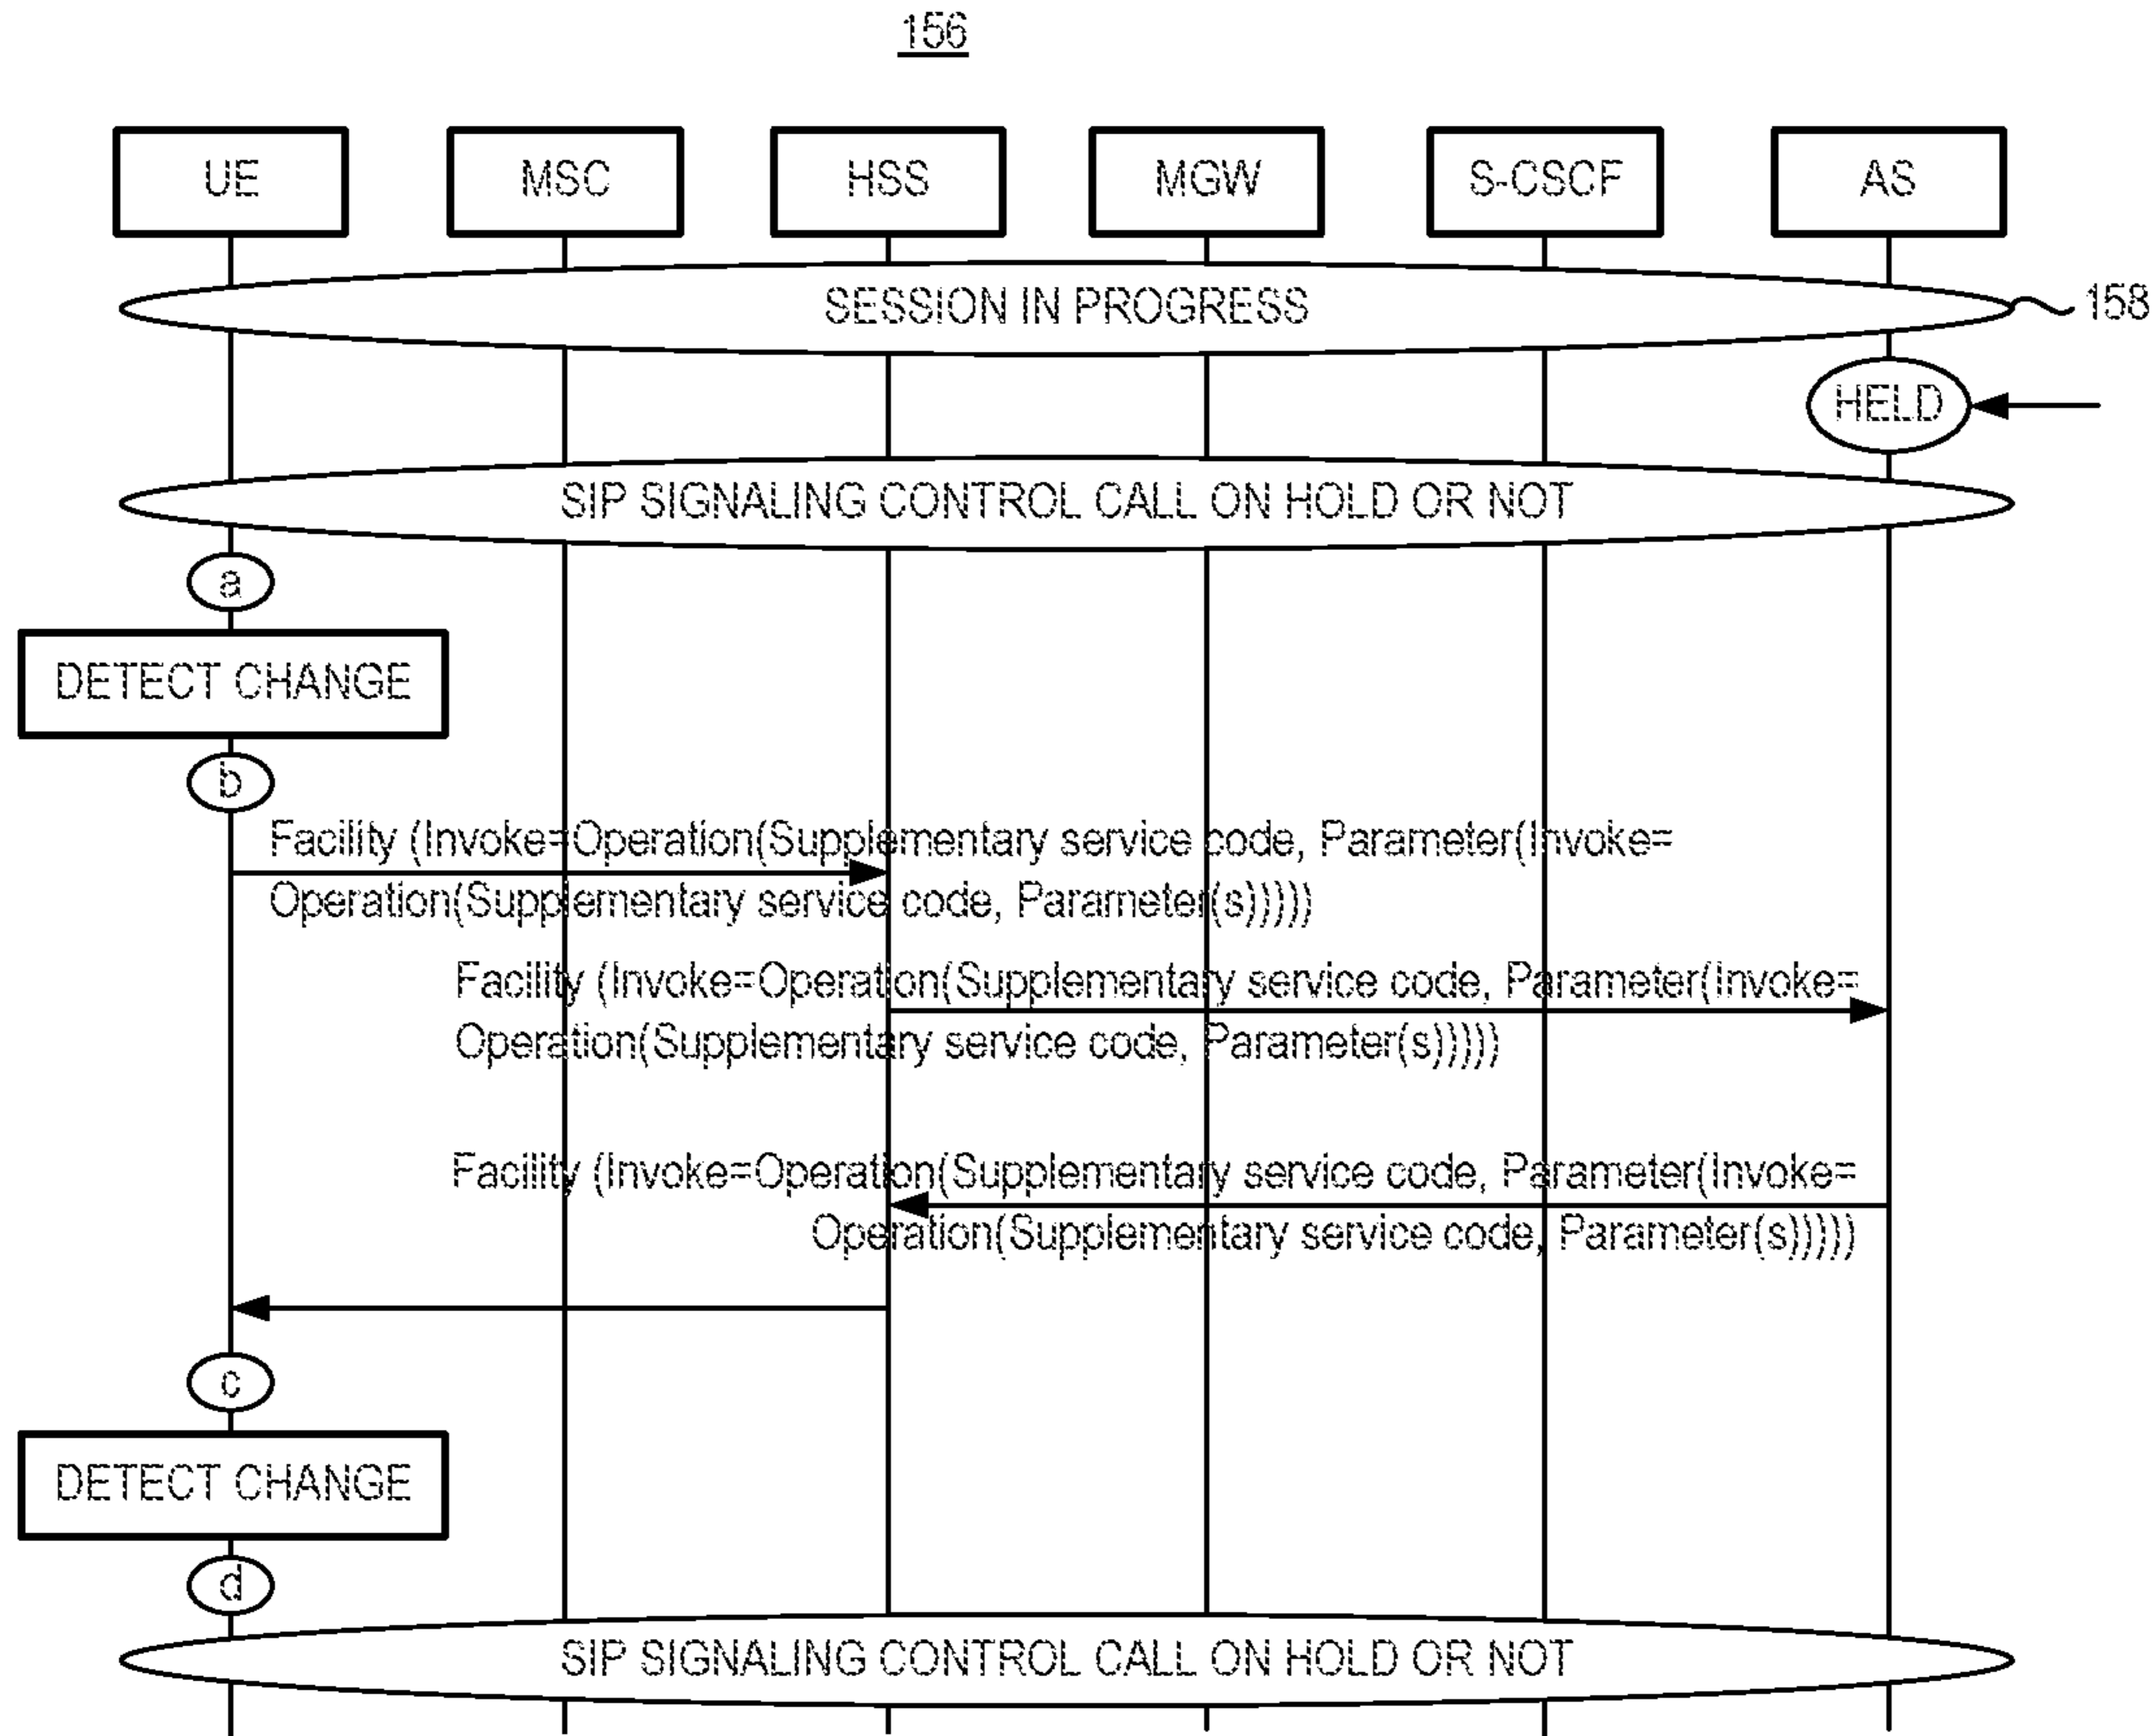 156
UE MSC HSS MGW S-CSCF AS
SESSION IN PROGRESS
158
HELD
SIP SIGNALING CONTROL CALL ON HOLD OR NOT
a
DETECT CHANGE
b
Facility (Invoke=Operation(Supplementary service code, Parameter(Invoke=
Operation(Supplementary service code, Parameter(s)))))
Facility (Invoke=Operation(Supplementary service code, Parameter(Invoke=
Operation(Supplementary service code, Parameter(s)))))
Facility (Invoke=Operation(Supplementary service code, Parameter(Invoke=
Operation(Supplementary service code, Parameter(s)))))
c
DETECT CHANGE
d
SIP SIGNALING CONTROL CALL ON HOLD OR NOT